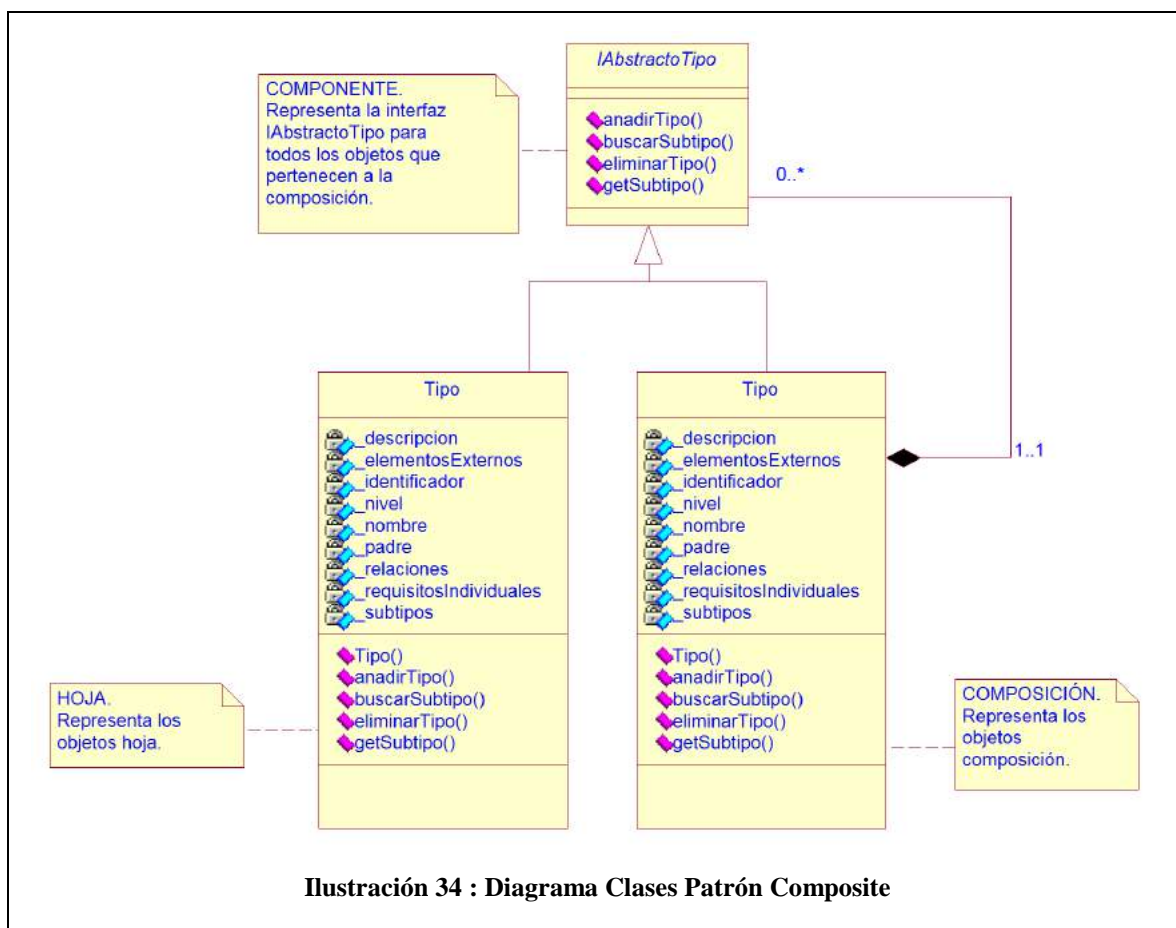 IAbstractoTipo
anadirTipo()
buscarSubtipo()
eliminarTipo()
getSubtipo()
COMPONENTE.
Representa la interfaz
IAbstractoTipo para
todos los objetos que
pertenecen a la
composición.
0..*
1..1
Tipo
_descripcion
_elementosExternos
_identificador
_nivel
_nombre
_padre
_relaciones
_requisitosIndividuales
_subtipos
Tipo()
anadirTipo()
buscarSubtipo()
eliminarTipo()
getSubtipo()
Tipo
_descripcion
_elementosExternos
_identificador
_nivel
_nombre
_padre
_relaciones
_requisitosIndividuales
_subtipos
Tipo()
anadirTipo()
buscarSubtipo()
eliminarTipo()
getSubtipo()
HOJA.
Representa los
objetos hoja.
COMPOSICIÓN.
Representa los
objetos
composición.
Ilustración 34 : Diagrama Clases Patrón Composite